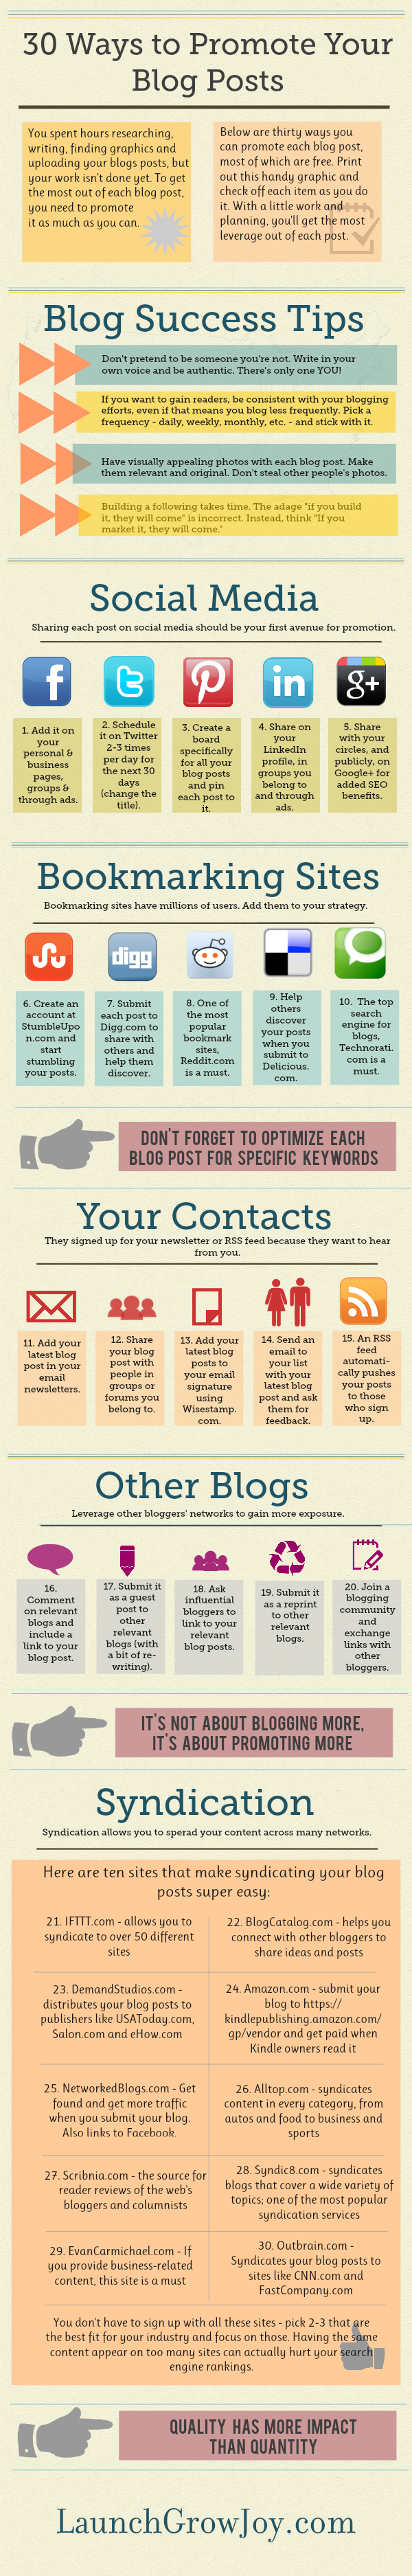 30 Ways to Promote Your
Blog Posts
You spent hours researching,
writing, finding graphics and
uploading your blogs posts, but
your work isn't done yet. To get
the most out of each blog post,
you need to promote
it as much as you can.
Below are thirty ways you
can promote each blog post,
most of which are free. Print
out this handy graphic and
check off each item as you do
it. With a little work and
planning, you'll get the most
leverage out of each post.
Blog Success Tips
Don't pretend to be someone you're not. Write in your
own voice and be authentic. There's only one YOU!
If you want to gain readers, be consistent with your blogging
efforts, even if that means you blog less frequently. Pick a
frequency - daily, weekly, monthly, etc. - and stick with it.
Have visually appealing photos with each blog post. Make
them relevant and original. Don't steal other people's photos.
Building a following takes time. The adage "if you build
it, they will come" is incorrect. Instead, think "If you
market it, they will come."
Social Media
Sharing each post on social media should be your first avenue for promotion.
f
t
P
in
g+
1. Add it on
your
personal &
business
pages,
groups &
through ads.
2. Schedule
it on Twitter
2-3 times
per day for
the next 30
days
(change the
title).
3. Create a
board
specifically
for all your
blog posts
and pin
each post to
it.
4. Share on
your
LinkedIn
profile, in
groups you
belong to
and through
ads.
5. Share
with your
circles, and
publicly, on
Google+ for
added SEO
benefits.
Bookmarking Sites
Bookmarking sites have millions of users. Add them to your strategy.
digg
6. Create an
account at
StumbleUpo
n.com and
start
stumbling
your posts.
7. Submit
each post to
Digg.com to
share with
others and
help them
discover.
8. One of
the most
popular
bookmark
sites,
Reddit.com
is a must.
9. Help
others
discover
your posts
when you
submit to
Delicious.
com.
10. The top
search
engine for
blogs,
Technorati.
com is a
must.
DON'T FORGET TO OPTIMIZE EACH
BLOG POST FOR SPECIFIC KEYWORDS
Your Contacts
They signed up for your newsletter or RSS feed because they want to hear
from you.
11. Add your
latest blog
post in your
email
newsletters.
12. Share
your blog
post with
people in
groups or
forums you
belong to.
13. Add your
latest blog
posts to
your email
signature
using
Wisestamp.
com.
14. Send an
email to
your list
with your
latest blog
post and ask
them for
feedback.
15. An RSS
feed
automati-
cally pushes
your posts
to those
who sign
up.
Other Blogs
Leverage other bloggers' networks to gain more exposure.
16.
Comment
on relevant
blogs and
include a
link to your
blog post.
17. Submit it
as a guest
post to
other
relevant
blogs (with
a bit of re-
writing).
18. Ask
influential
bloggers to
link to your
relevant
blog posts.
19. Submit it
as a reprint
to other
relevant
blogs.
20. Join a
blogging
community
and
exchange
links with
other
bloggers.
IT'S NOT ABOUT BLOGGING MORE,
IT'S ABOUT PROMOTING MORE
Syndication
Syndication allows you to sperad your content across many networks.
Here are ten sites that make syndicating your blog
posts super easy:
21. IFTTT.com - allows you to
syndicate to over 50 different
sites
22. BlogCatalog.com - helps you
connect with other bloggers to
share ideas and posts
23. DemandStudios.com -
distributes your blog posts to
publishers like USAToday.com,
Salon.com and eHow.com
24. Amazon.com - submit your
blog to https://
kindlepublishing.amazon.com/
gp/vendor and get paid when
Kindle owners read it
25. NetworkedBlogs.com - Get
found and get more traffic
when you submit your blog.
Also links to Facebook.
26. Alltop.com - syndicates
content in every category, from
autos and food to business and
sports
27. Scribnia.com - the source for
reader reviews of the web's
bloggers and columnists
28. Syndic8.com - syndicates
blogs that cover a wide variety of
topics; one of the most popular
syndication services
29. EvanCarmichael.com - If
you provide business-related
content, this site is a must
30. Outbrain.com -
Syndicates your blog posts to
sites like CNN.com and
FastCompany.com
You don't have to sign up with all these sites - pick 2-3 that are
the best fit for your industry and focus on those. Having the same
content appear on too many sites can actually hurt your search
engine rankings.
QUALITY HAS MORE IMPACT
THAN QUANTITY
LaunchGrowJoy.com